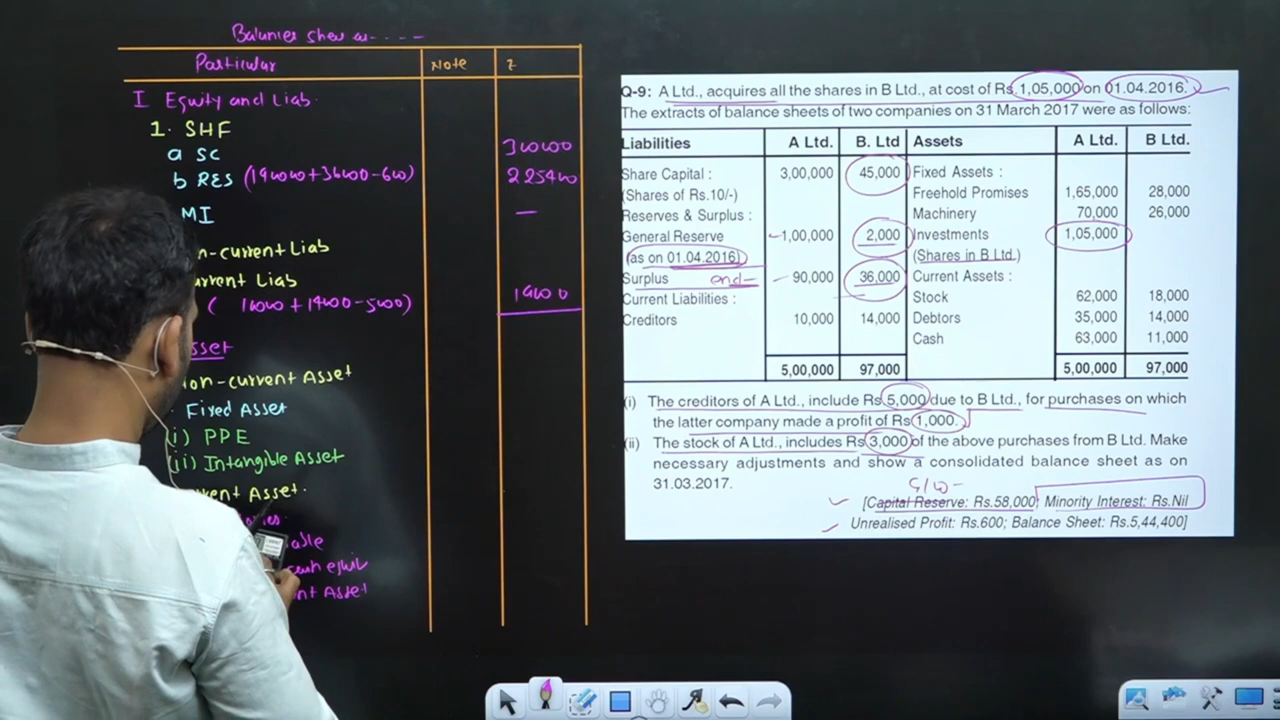 Balances sheet as - - - -
Particular Note ₹
I Equity and Liab.
1. SHF
a SC 300000
b RES (190000+36000-600) 225400
MI —
n-current Liab
urrent Liab
( 10000 + 14000 - 5000) 19000
sset
on-current Asset
Fixed Asset
(i) PPE
(ii) Intangible Asset
rent Asset.
ies.
able
cash equiv
nt Asset
Q-9: A Ltd., acquires all the shares in B Ltd., at cost of Rs.1,05,000 on 01.04.2016.
The extracts of balance sheets of two companies on 31 March 2017 were as follows:
Liabilities A Ltd. B. Ltd Assets A Ltd. B Ltd.
Share Capital : 3,00,000 45,000 Fixed Assets :
(Shares of Rs.10/-) Freehold Promises 1,65,000 28,000
Reserves & Surplus : Machinery 70,000 26,000
General Reserve 1,00,000 2,000 Investments 1,05,000
(as on 01.04.2016) (Shares in B Ltd.)
Surplus end- 90,000 36,000 Current Assets :
Current Liabilities : Stock 62,000 18,000
Creditors 10,000 14,000 Debtors 35,000 14,000
Cash 63,000 11,000
5,00,000 97,000 5,00,000 97,000
(i) The creditors of A Ltd., include Rs.5,000 due to B Ltd., for purchases on which
the latter company made a profit of Rs 1,000.
(ii) The stock of A Ltd., includes Rs 3,000 of the above purchases from B Ltd. Make
necessary adjustments and show a consolidated balance sheet as on
31.03.2017.
G/W-
[Capital Reserve: Rs.58,000; Minority Interest: Rs.Nil
Unrealised Profit: Rs.600; Balance Sheet: Rs.5,44,400]